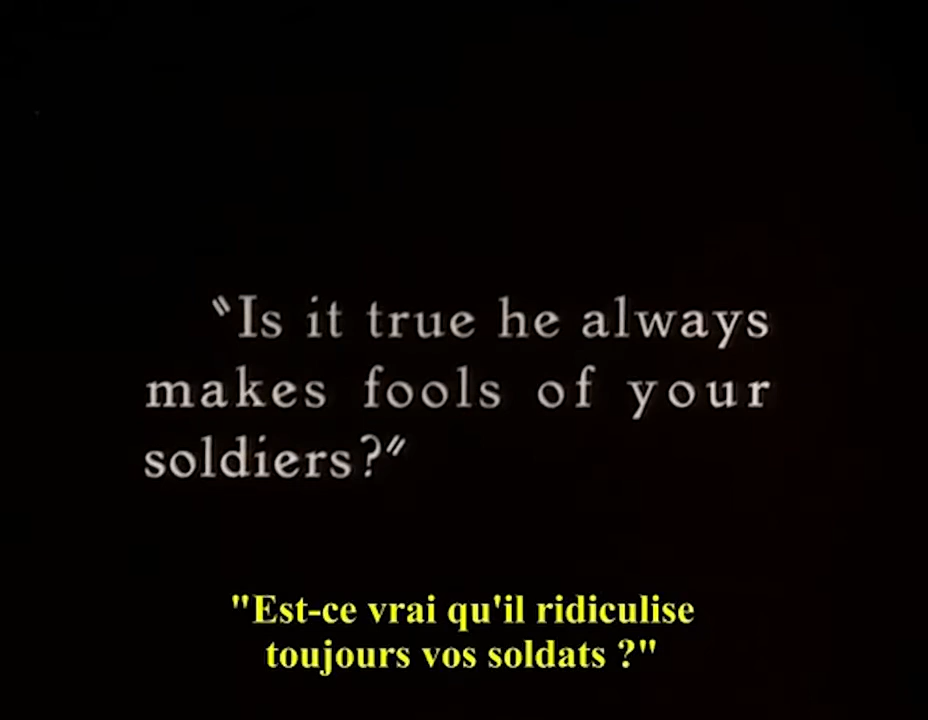 "Is it true he always
makes fools of your
soldiers?"
"Est-ce vrai qu'il ridiculise
toujours vos soldats ?"